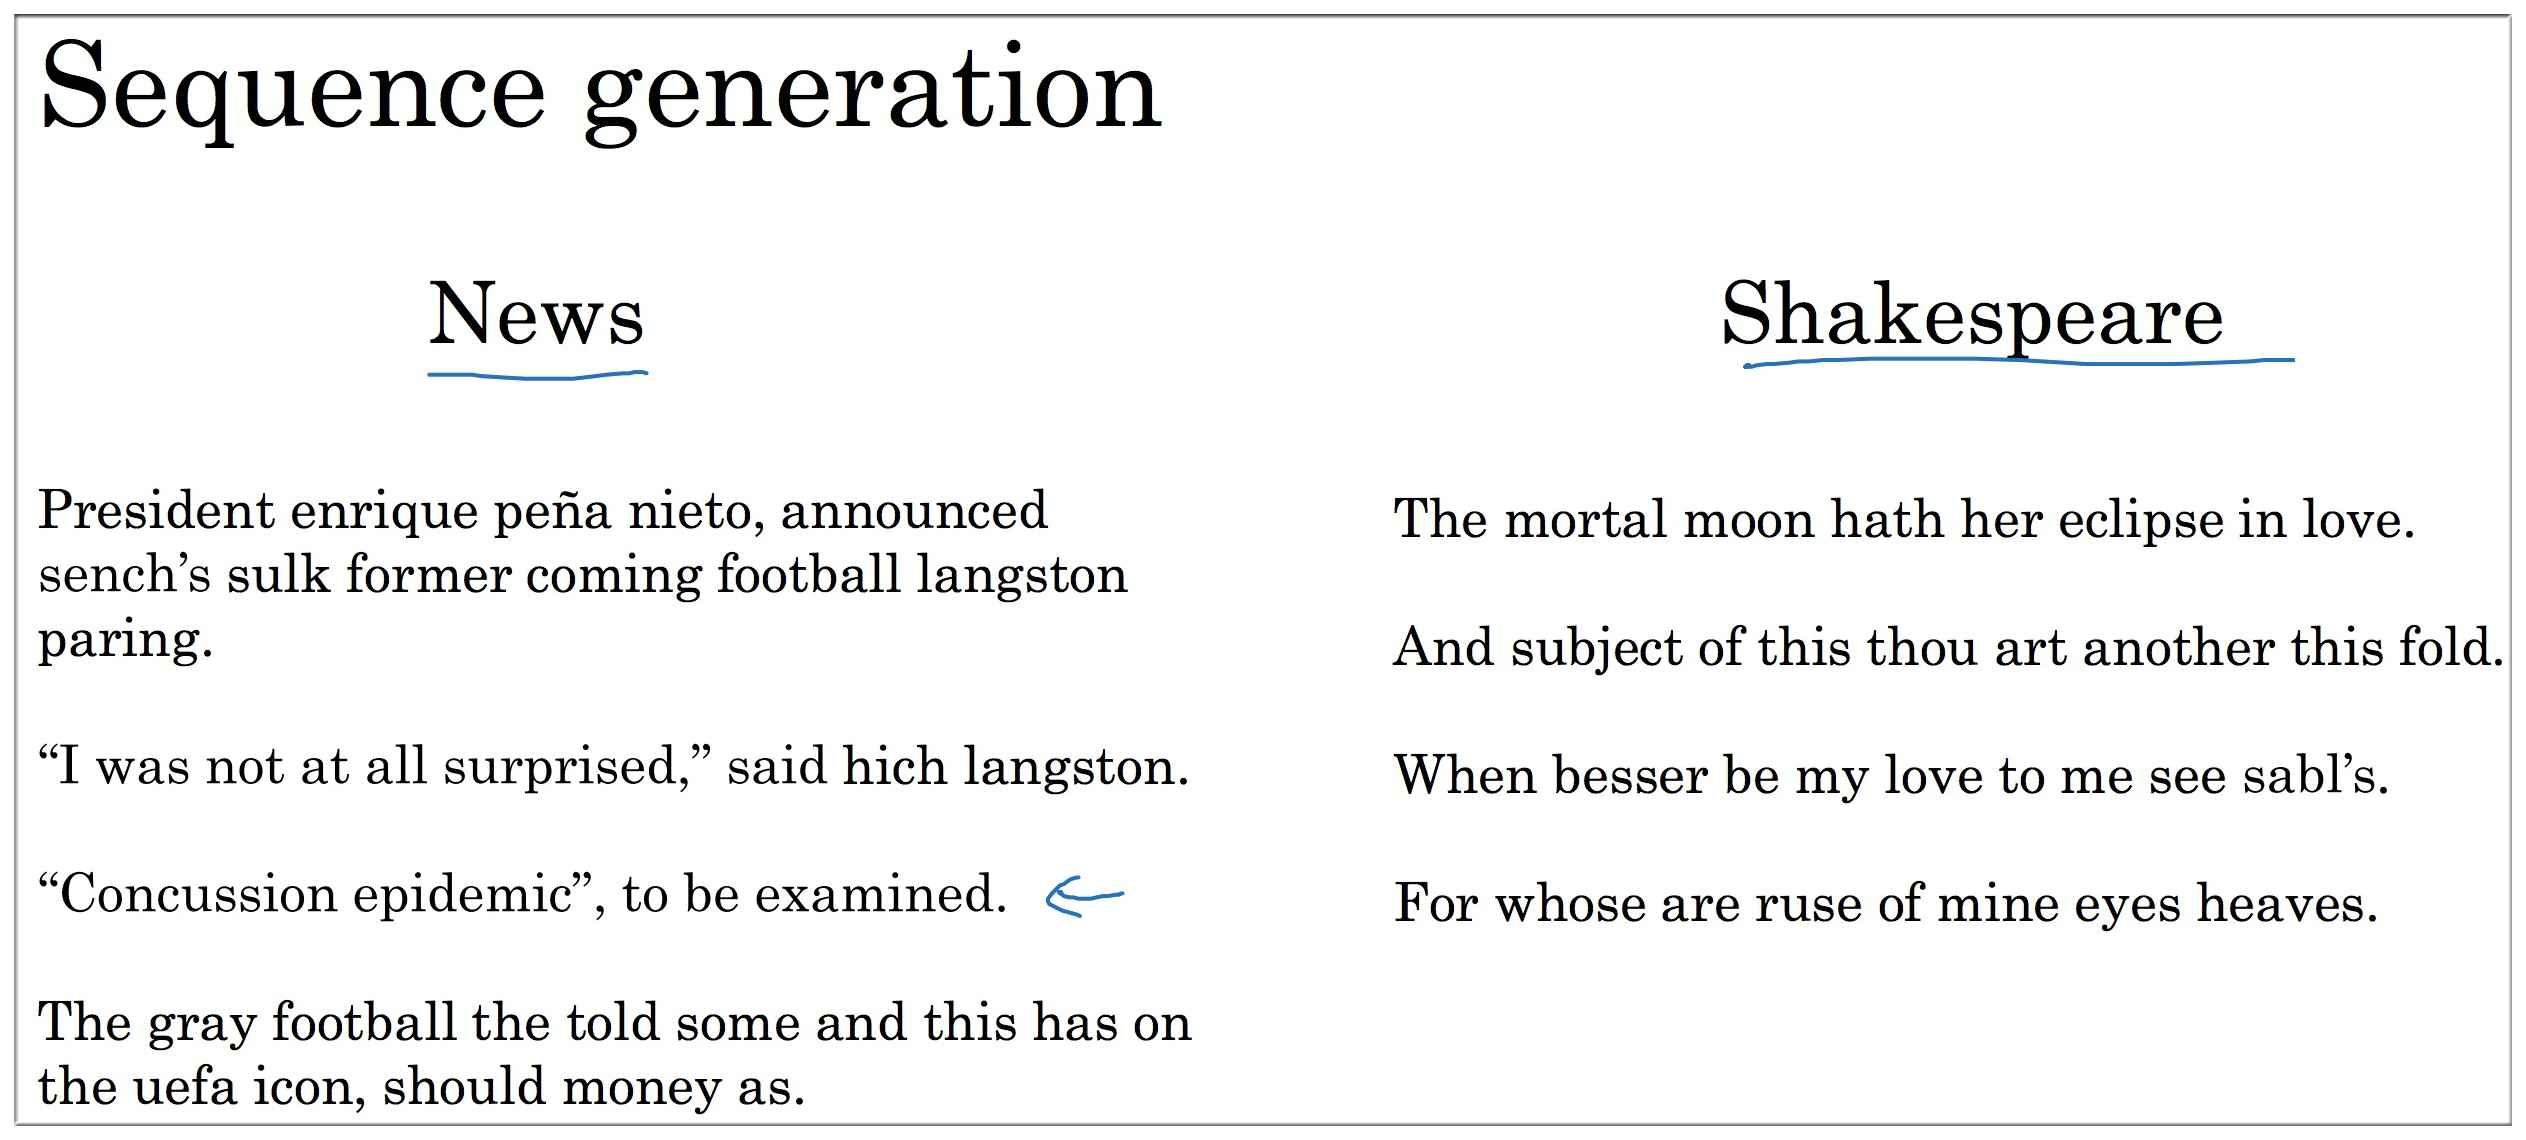 Sequence generation
News
President enrique peña nieto, announced
sench’s sulk former coming football langston
paring.
“I was not at all surprised,” said hich langston.
“Concussion epidemic”, to be examined.
The gray football the told some and this has on
the uefa icon, should money as.
Shakespeare
The mortal moon hath her eclipse in love.
And subject of this thou art another this fold.
When besser be my love to me see sabl’s.
For whose are ruse of mine eyes heaves.